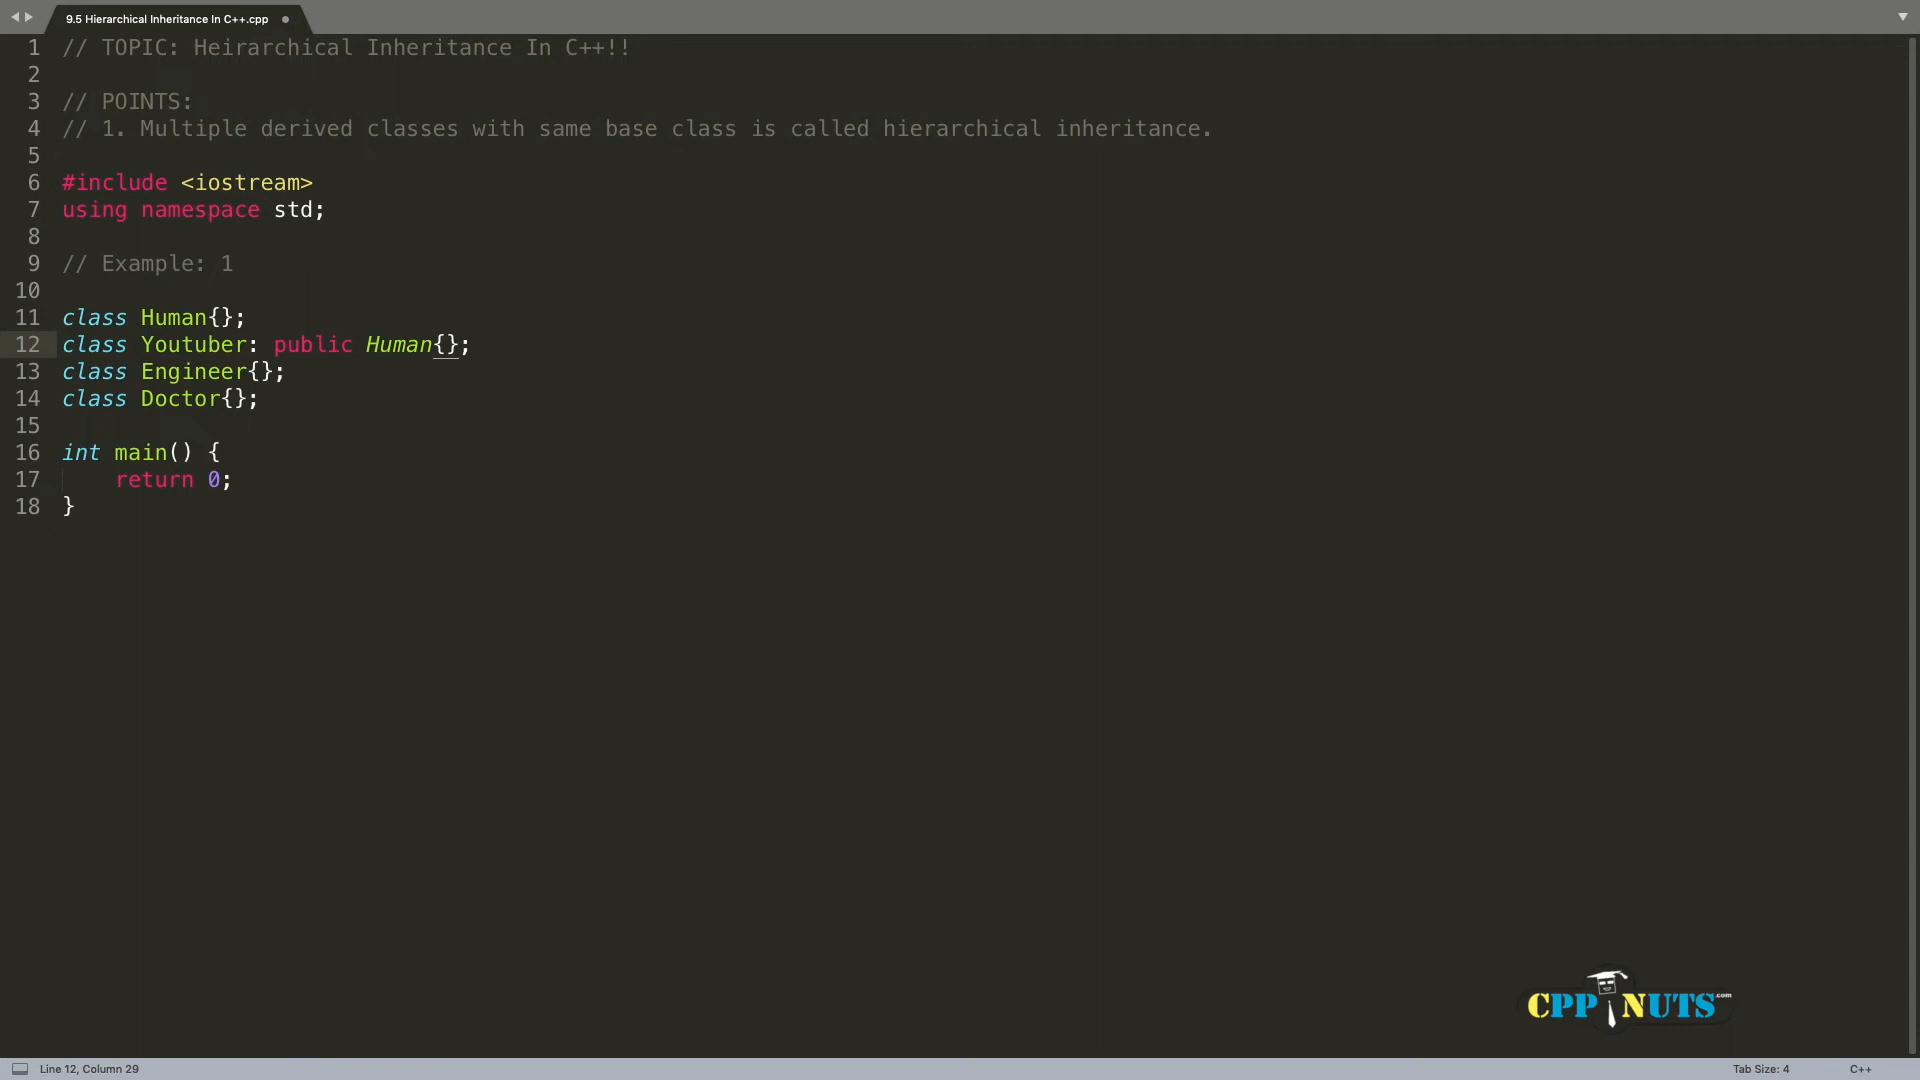 9.5 Hierarchical Inheritance In C++.cpp
1 // TOPIC: Heirarchical Inheritance In C++!!
2
3 // POINTS:
4 // 1. Multiple derived classes with same base class is called hierarchical inheritance.
5
6 #include <iostream>
7 using namespace std;
8
9 // Example: 1
10
11 class Human{};
12 class Youtuber: public Human{};
13 class Engineer{};
14 class Doctor{};
15
16 int main() {
17     return 0;
18 }
CPP NUTS.com
Line 12, Column 29
Tab Size: 4
C++